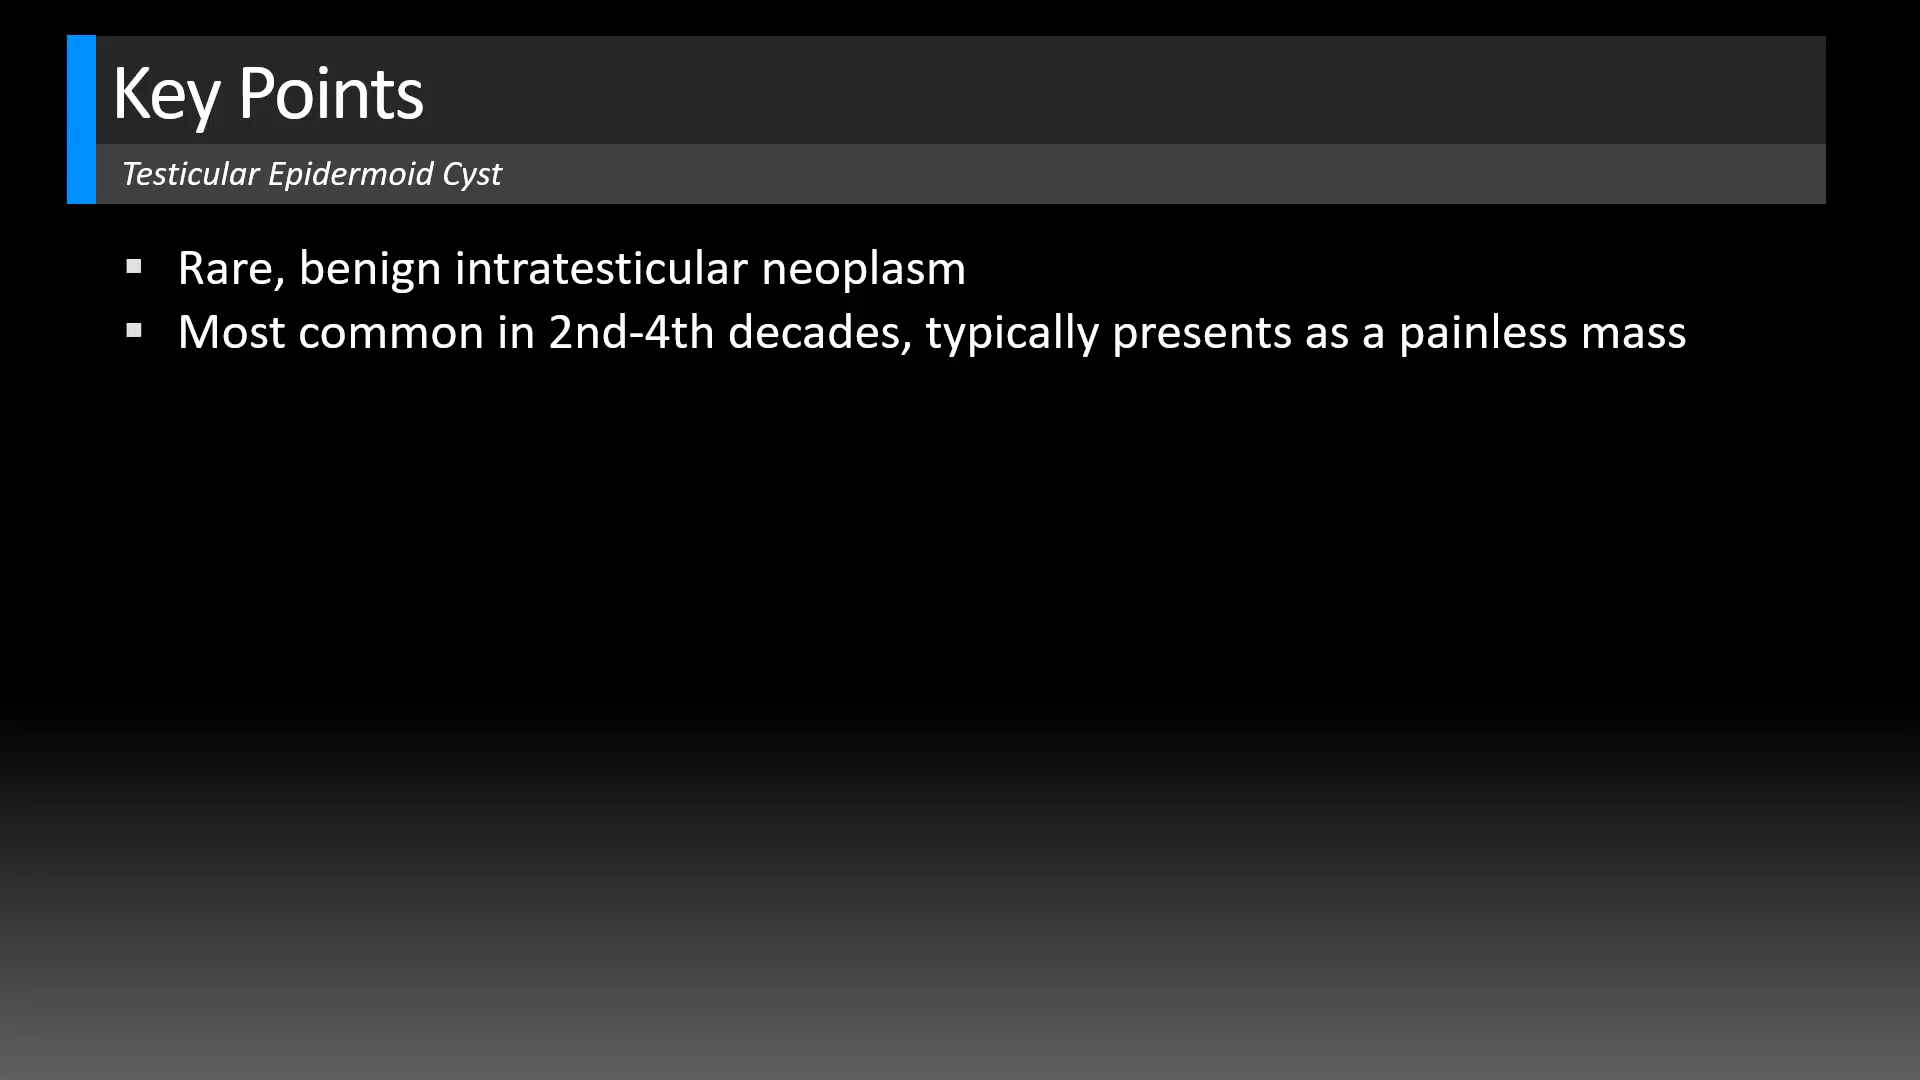 Key Points
Testicular Epidermoid Cyst
▪ Rare, benign intratesticular neoplasm
▪ Most common in 2nd-4th decades, typically presents as a painless mass